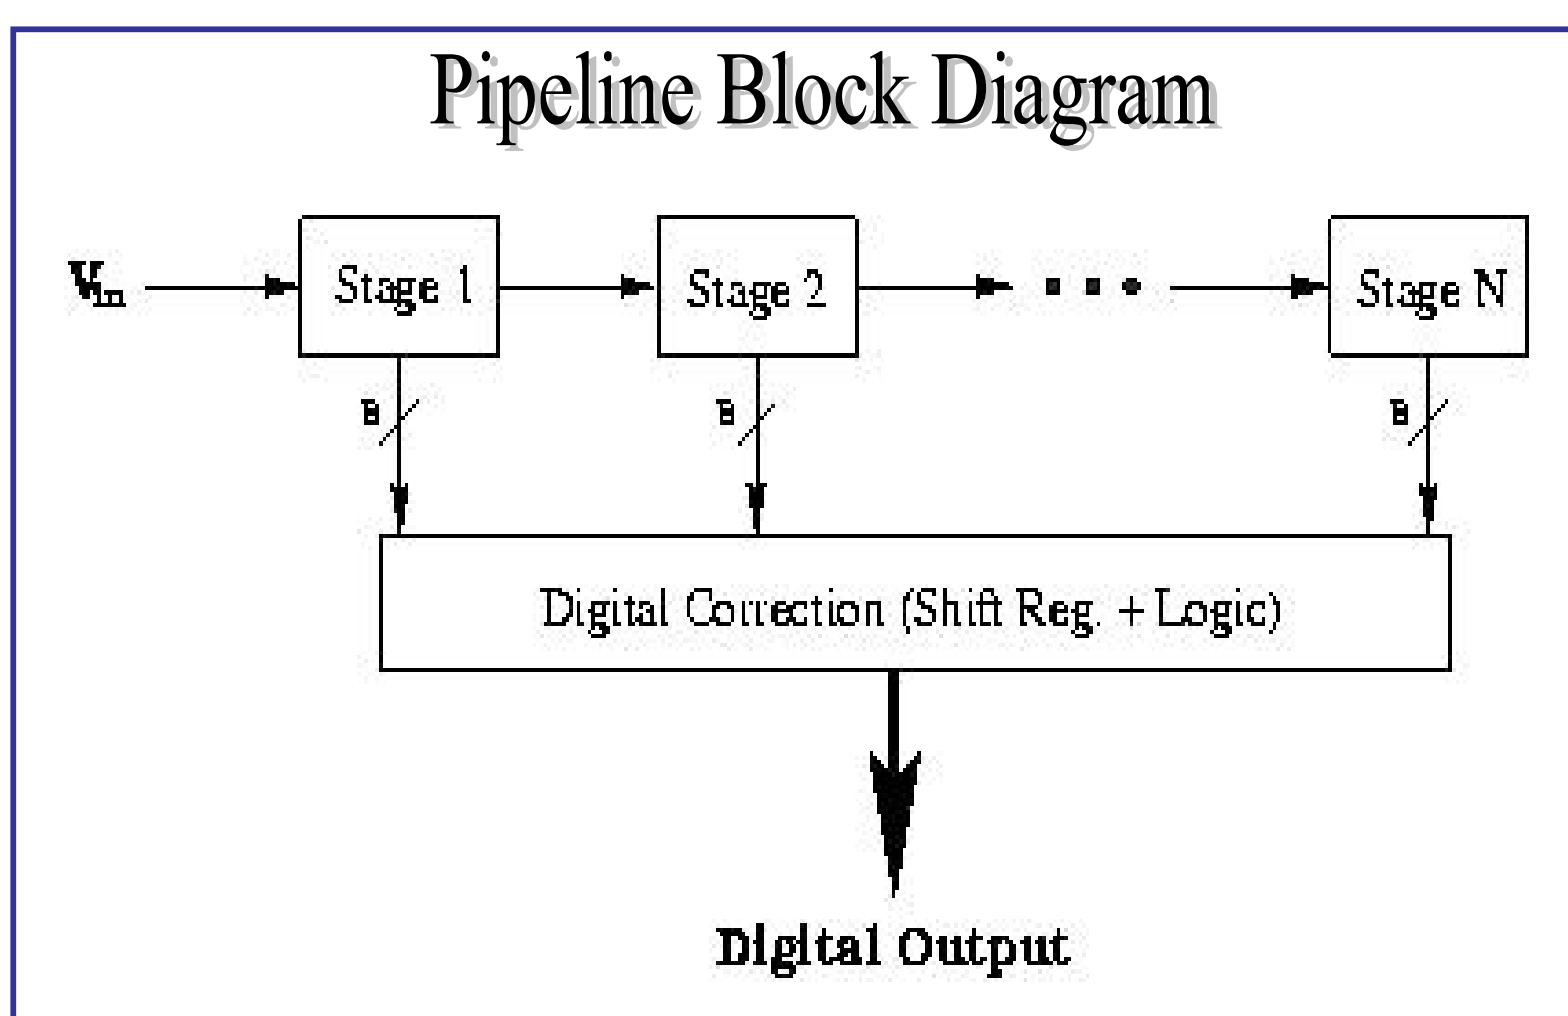 Pipeline Block Diagram
Vin
Stage 1
Stage 2
Stage N
B
B
B
Digital Correction (Shift Reg. + Logic)
Digital Output